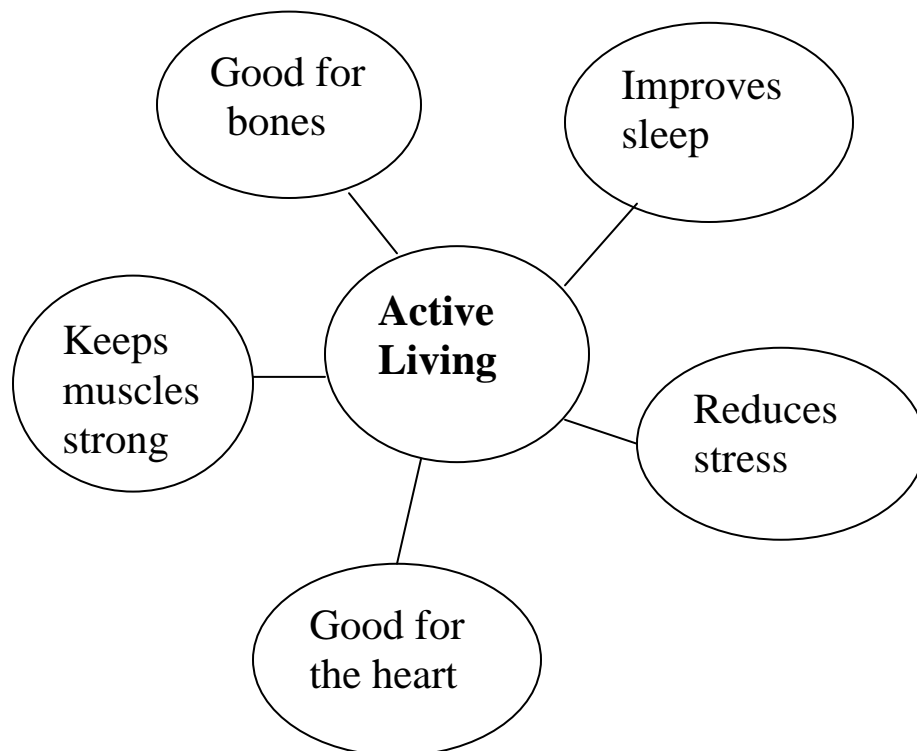 Good for
bones
Improves
sleep
Active
Living
Keeps
muscles
strong
Reduces
stress
Good for
the heart